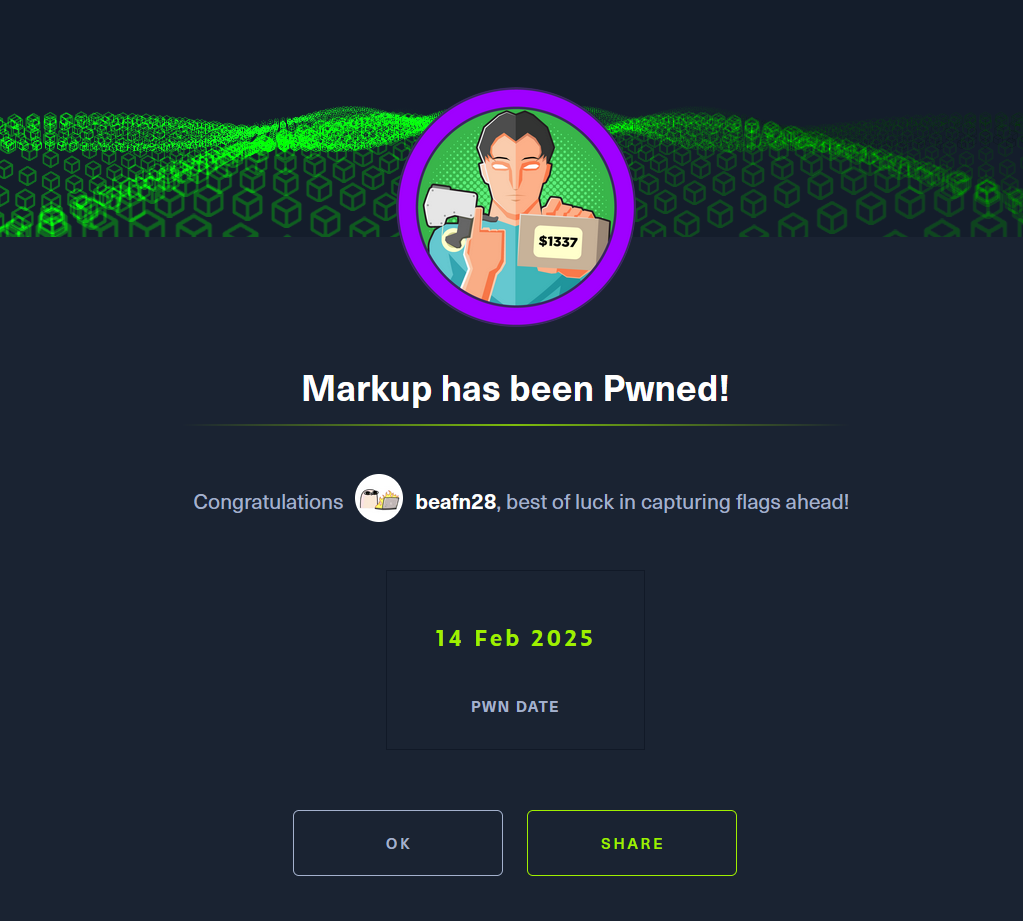 $1337
Markup has been Pwned!
Congratulations beafn28, best of luck in capturing flags ahead!
14 Feb 2025
PWN DATE
OK SHARE